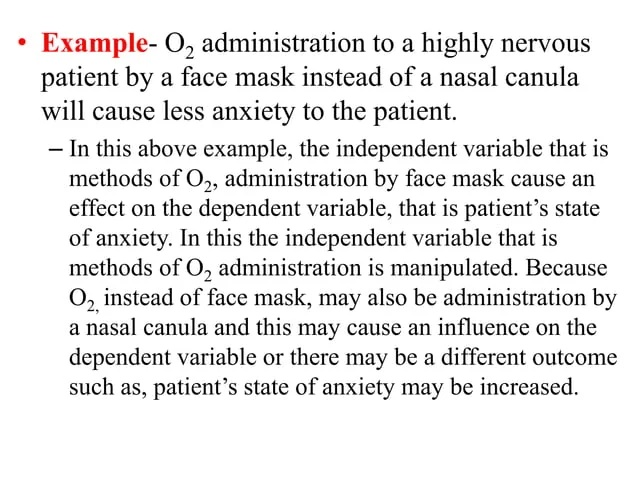 • Example- O₂ administration to a highly nervous
patient by a face mask instead of a nasal canula
will cause less anxiety to the patient.
– In this above example, the independent variable that is
methods of O₂, administration by face mask cause an
effect on the dependent variable, that is patient’s state
of anxiety. In this the independent variable that is
methods of O₂ administration is manipulated. Because
O₂, instead of face mask, may also be administration by
a nasal canula and this may cause an influence on the
dependent variable or there may be a different outcome
such as, patient’s state of anxiety may be increased.